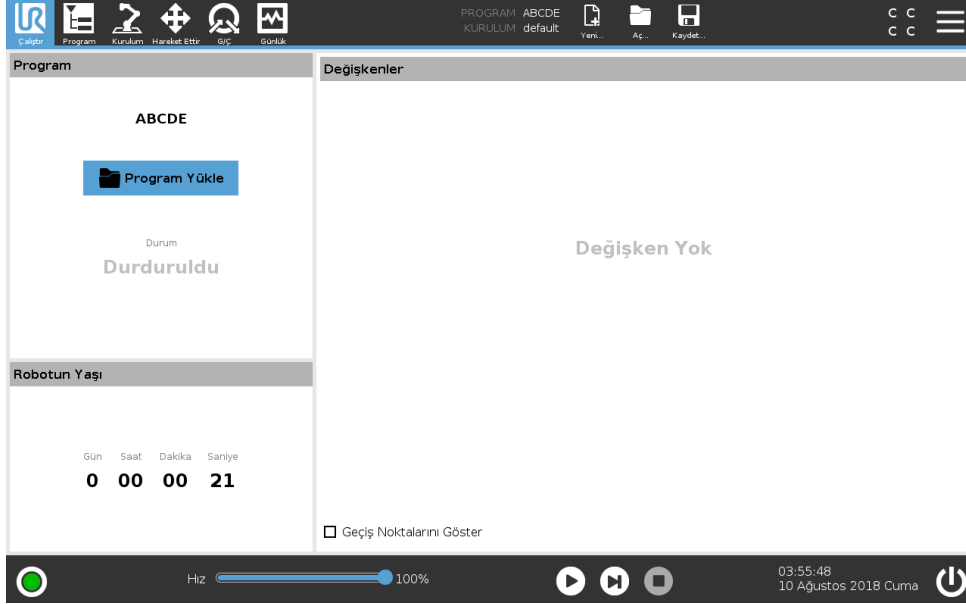 UR
Çalıştır
Program
Kurulum
Hareket Ettir
G/Ç
Günlük
PROGRAM ABCDE
KURULUM default
Yeni...
Aç...
Kaydet...
C C
C C
Program
ABCDE
Program Yükle
Durum
Durduruldu
Değişkenler
Değişken Yok
Robotun Yaşı
Gün Saat Dakika Saniye
0 00 00 21
Geçiş Noktalarını Göster
Hız 100%
03:55:48
10 Ağustos 2018 Cuma